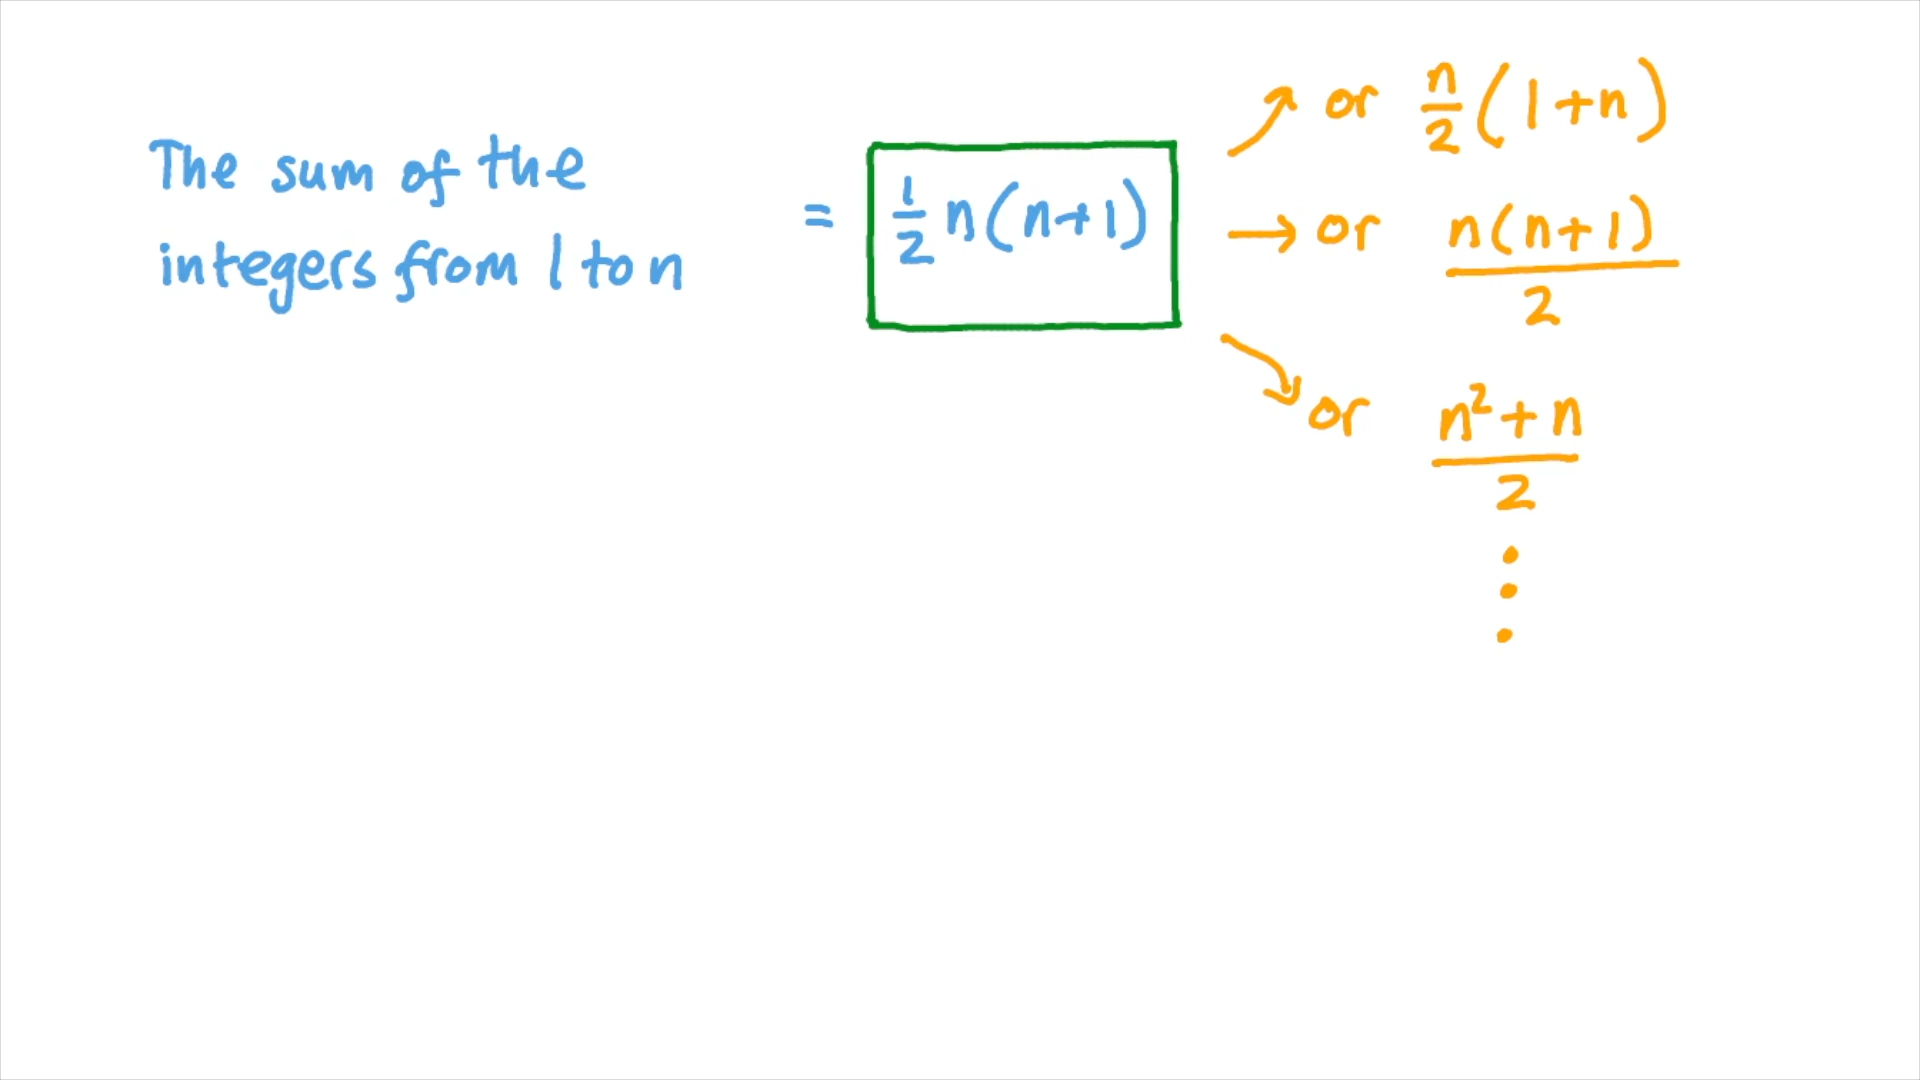 The sum of the
integers from 1 to n
= 1/2 n(n+1)
or n/2 (1+n)
or n(n+1)/2
or n²+n/2
⋮